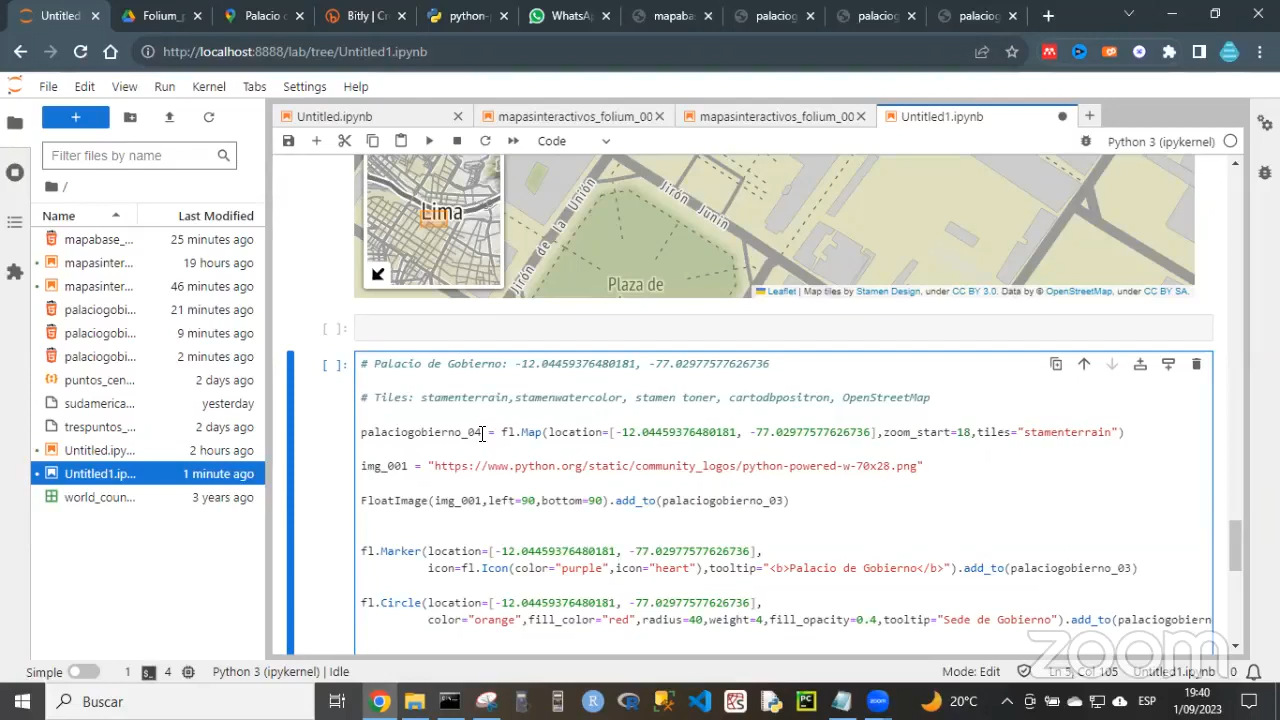 Untitled
Folium_
Palacio
Bitly | C
python-
WhatsA
mapaba
palaciog
palaciog
palaciog
http://localhost:8888/lab/tree/Untitled1.ipynb
File Edit View Run Kernel Tabs Settings Help
Untitled.ipynb
mapasinteractivos_folium_00
mapasinteractivos_folium_00
Untitled1.ipynb
Code
Python 3 (ipykernel)
Filter files by name
/
Name Last Modified
mapabase_... 25 minutes ago
mapasinter... 19 hours ago
mapasinter... 46 minutes ago
palaciogobi... 21 minutes ago
palaciogobi... 9 minutes ago
palaciogobi... 2 minutes ago
puntos_cen... 2 days ago
sudamerica... yesterday
trespuntos_... 2 days ago
Untitled.ipy... 2 hours ago
Untitled1.ip... 1 minute ago
world_coun... 3 years ago
Lima
Jirón de la Unión
Jirón Junín
Plaza de
Leaflet | Map tiles by Stamen Design, under CC BY 3.0. Data by © OpenStreetMap, under CC BY SA.
[ ]:
[ ]:
# Palacio de Gobierno: -12.04459376480181, -77.02977577626736
# Tiles: stamenterrain,stamenwatercolor, stamen toner, cartodbpositron, OpenStreetMap
palaciogobierno_04 = fl.Map(location=[-12.04459376480181, -77.02977577626736],zoom_start=18,tiles="stamenterrain")
img_001 = "https://www.python.org/static/community_logos/python-powered-w-70x28.png"
FloatImage(img_001,left=90,bottom=90).add_to(palaciogobierno_03)
fl.Marker(location=[-12.04459376480181, -77.02977577626736],
icon=fl.Icon(color="purple",icon="heart"),tooltip="<b>Palacio de Gobierno</b>").add_to(palaciogobierno_03)
fl.Circle(location=[-12.04459376480181, -77.02977577626736],
color="orange",fill_color="red",radius=40,weight=4,fill_opacity=0.4,tooltip="Sede de Gobierno").add_to(palaciogobiern
zoom
Simple 1 4 Python 3 (ipykernel) | Idle Mode: Edit Ln 5, Col 105 Untitled1.ipynb 0
Buscar
20°C
ESP
19:40
1/09/2023